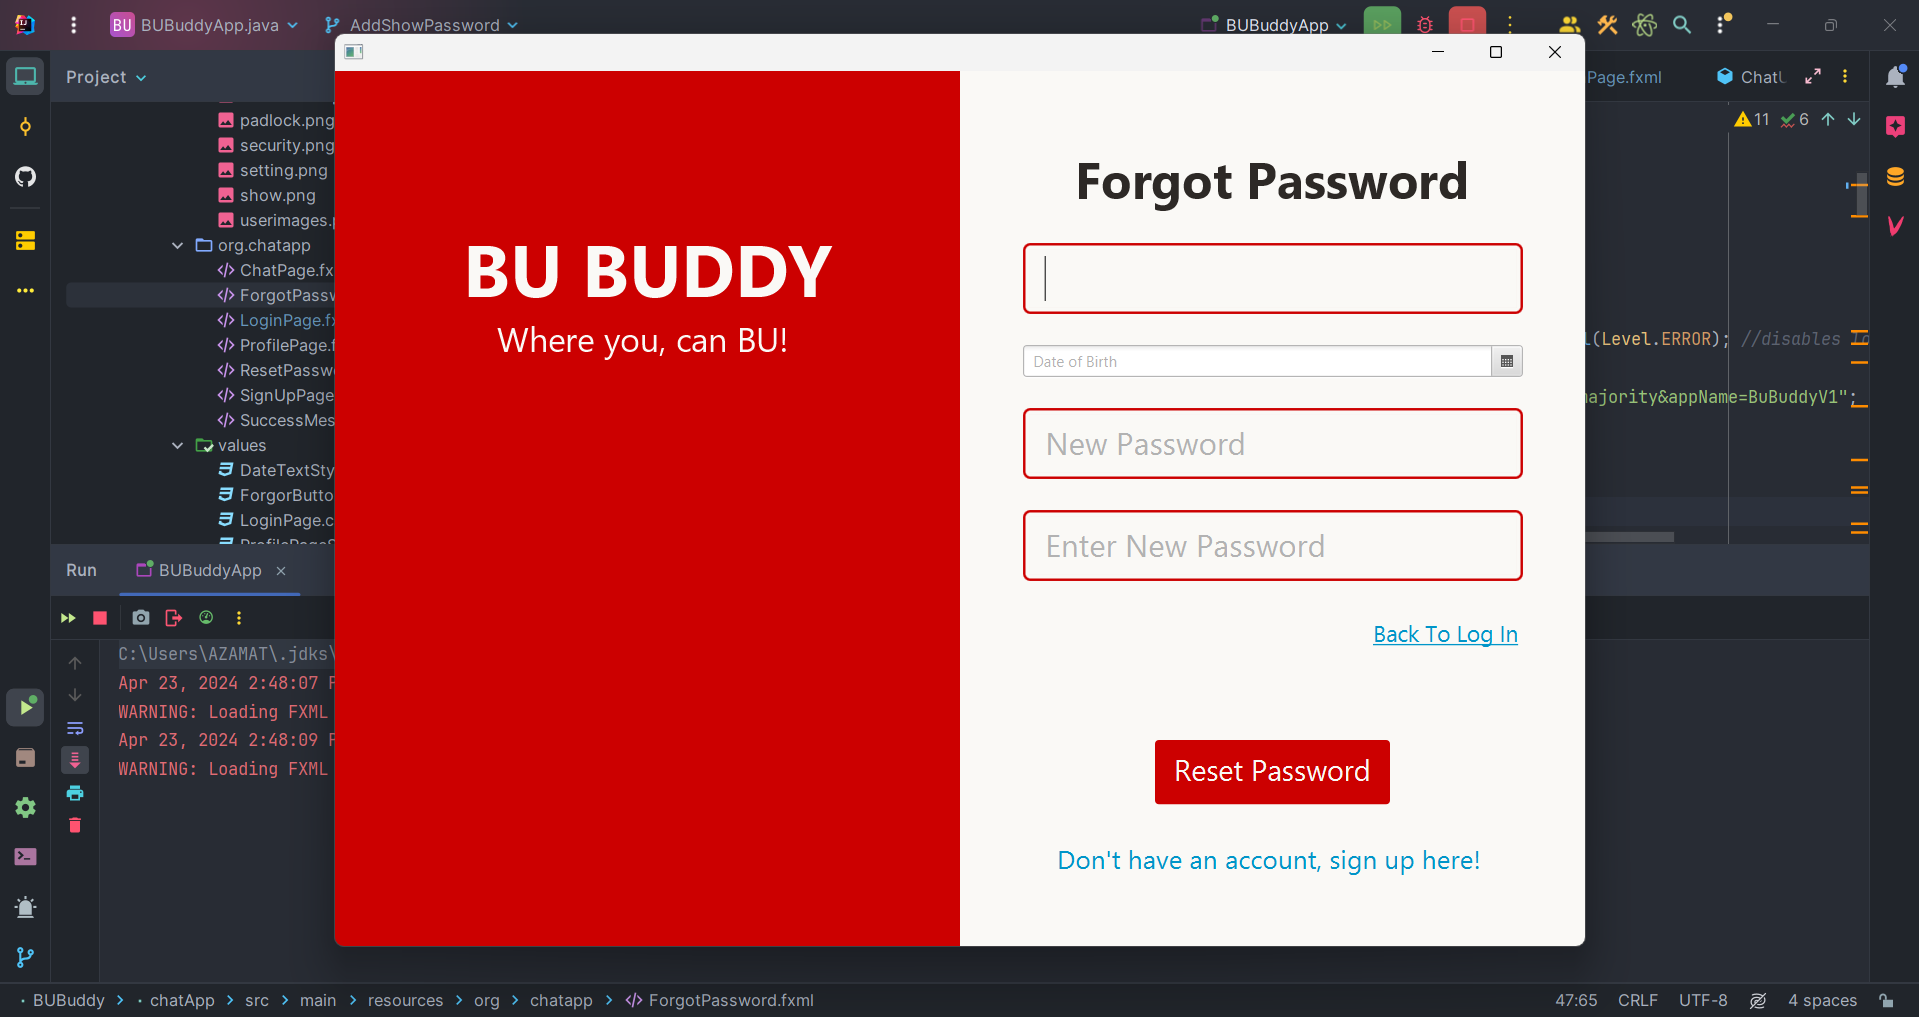 BU BUBuddyApp.java
AddShowPassword
BUBuddyApp
Project
padlock.png
security.png
setting.png
show.png
userimages.
org.chatapp
ChatPage.fx
ForgotPassw
LoginPage.f
ProfilePage.f
ResetPassw
SignUpPage
SuccessMes
values
DateTextSty
ForgorButto
LoginPage.c
Page.fxml
Chat
11 6
(Level.ERROR); //disables
majority&appName=BuBuddyV1";
BU BUDDY
Where you, can BU!
Forgot Password
Date of Birth
New Password
Enter New Password
Back To Log In
Reset Password
Don't have an account, sign up here!
Run BUBuddyApp
C:\Users\AZAMAT\.jdks\
Apr 23, 2024 2:48:07
WARNING: Loading FXML
Apr 23, 2024 2:48:09
WARNING: Loading FXML
BUBuddy > chatApp > src > main > resources > org > chatapp > ForgotPassword.fxml
47:65 CRLF UTF-8 4 spaces